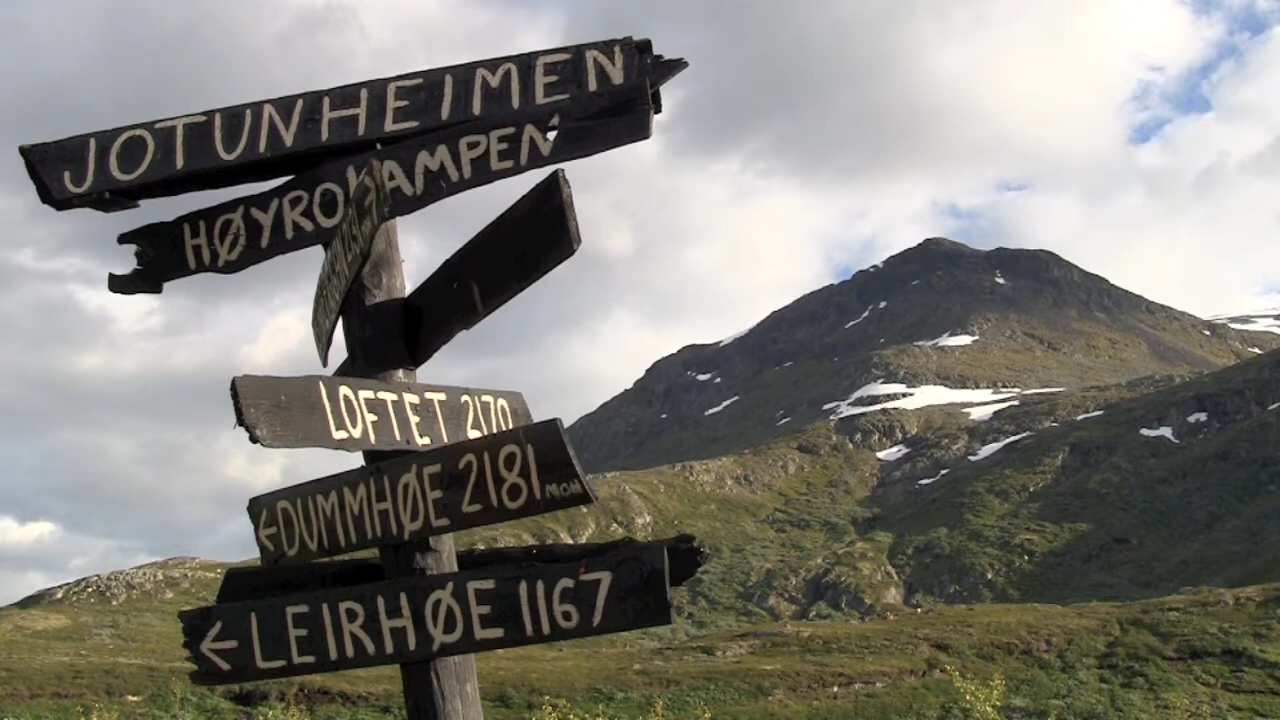 JOTUNHEIMEN
HØYROKAMPEN
LOFTET 2170
←DUMMHØE 2181 MOH
←LEIRHØE 1167